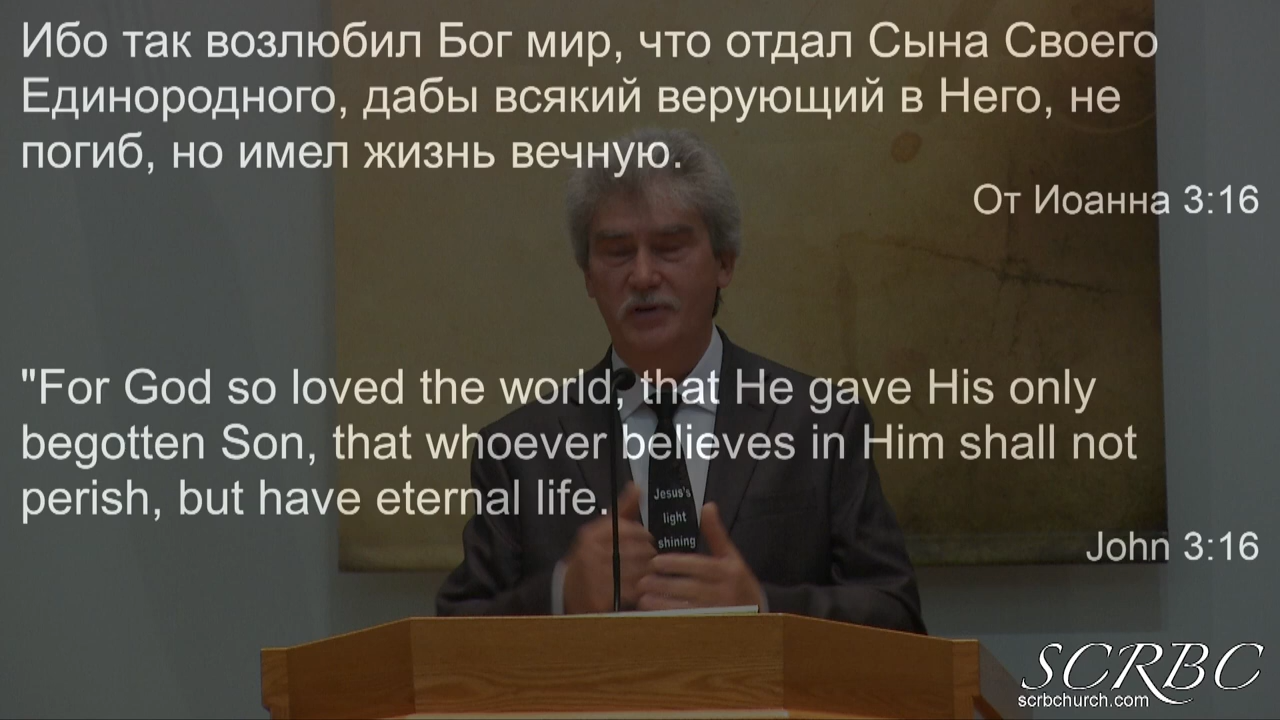 Ибо так возлюбил Бог мир, что отдал Сына Своего
Единородного, дабы всякий верующий в Него, не
погиб, но имел жизнь вечную.
От Иоанна 3:16
"For God so loved the world, that He gave His only
begotten Son, that whoever believes in Him shall not
perish, but have eternal life.
John 3:16
Jesus's
light
shining
SCRBC
scrbchurch.com